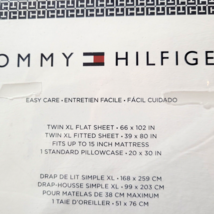 OMMY HILFIGE
EASY CARE • ENTRETIEN FACILE • FÁCIL CUIDADO
TWIN XL FLAT SHEET • 66 x 102 IN
TWIN XL FITTED SHEET • 39 x 80 IN
FITS UP TO 15 INCH MATTRESS
1 STANDARD PILLOWCASE • 20 x 30 IN
DRAP DE LIT SIMPLE XL • 168 x 259 CM
DRAP-HOUSSE SIMPLE XL • 99 x 203 CM
POUR MATELAS DE 38 CM MAXIMUM
1 TAIE D'OREILLER • 51 x 76 CM